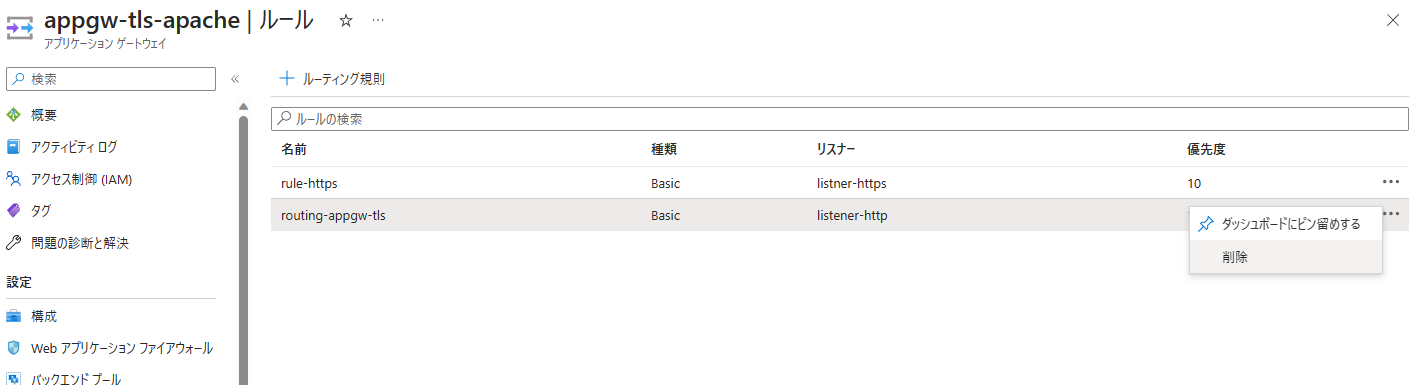 appgw-tls-apache | ルール
アプリケーション ゲートウェイ
検索
ルーティング規則
概要
ルールの検索
アクティビティ ログ
名前 種類 リスナー 優先度
アクセス制御 (IAM)
rule-https Basic listner-https 10
タグ
routing-appgw-tls Basic listener-http
ダッシュボードにピン留めする
問題の診断と解決
削除
設定
構成
Web アプリケーション ファイアウォール
バックエンド プール